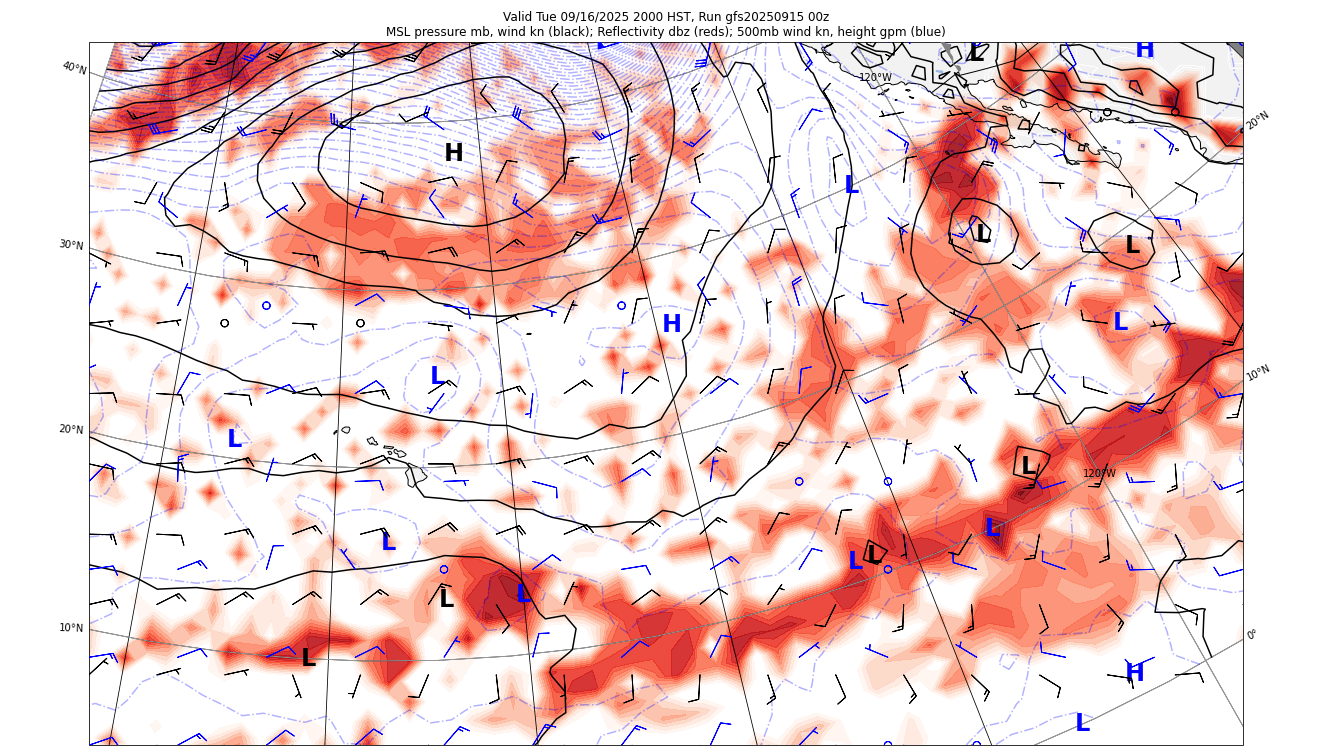 Valid Tue 09/16/2025 2000 HST, Run gfs20250915 00z
MSL pressure mb, wind kn (black); Reflectivity dbz (reds); 500mb wind kn, height gpm (blue)
L
L
H
40°N
120°W
20°N
H
L
L
L
30°N
H
L
L
10°N
L
20°N
L
L
120°W
L
L
L
L
L
L
10°N
0°
L
H
L